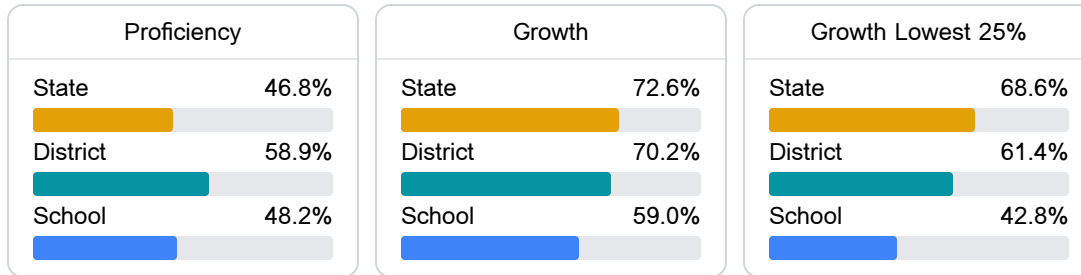 Proficiency
State 46.8%
District 58.9%
School 48.2%
Growth
State 72.6%
District 70.2%
School 59.0%
Growth Lowest 25%
State 68.6%
District 61.4%
School 42.8%